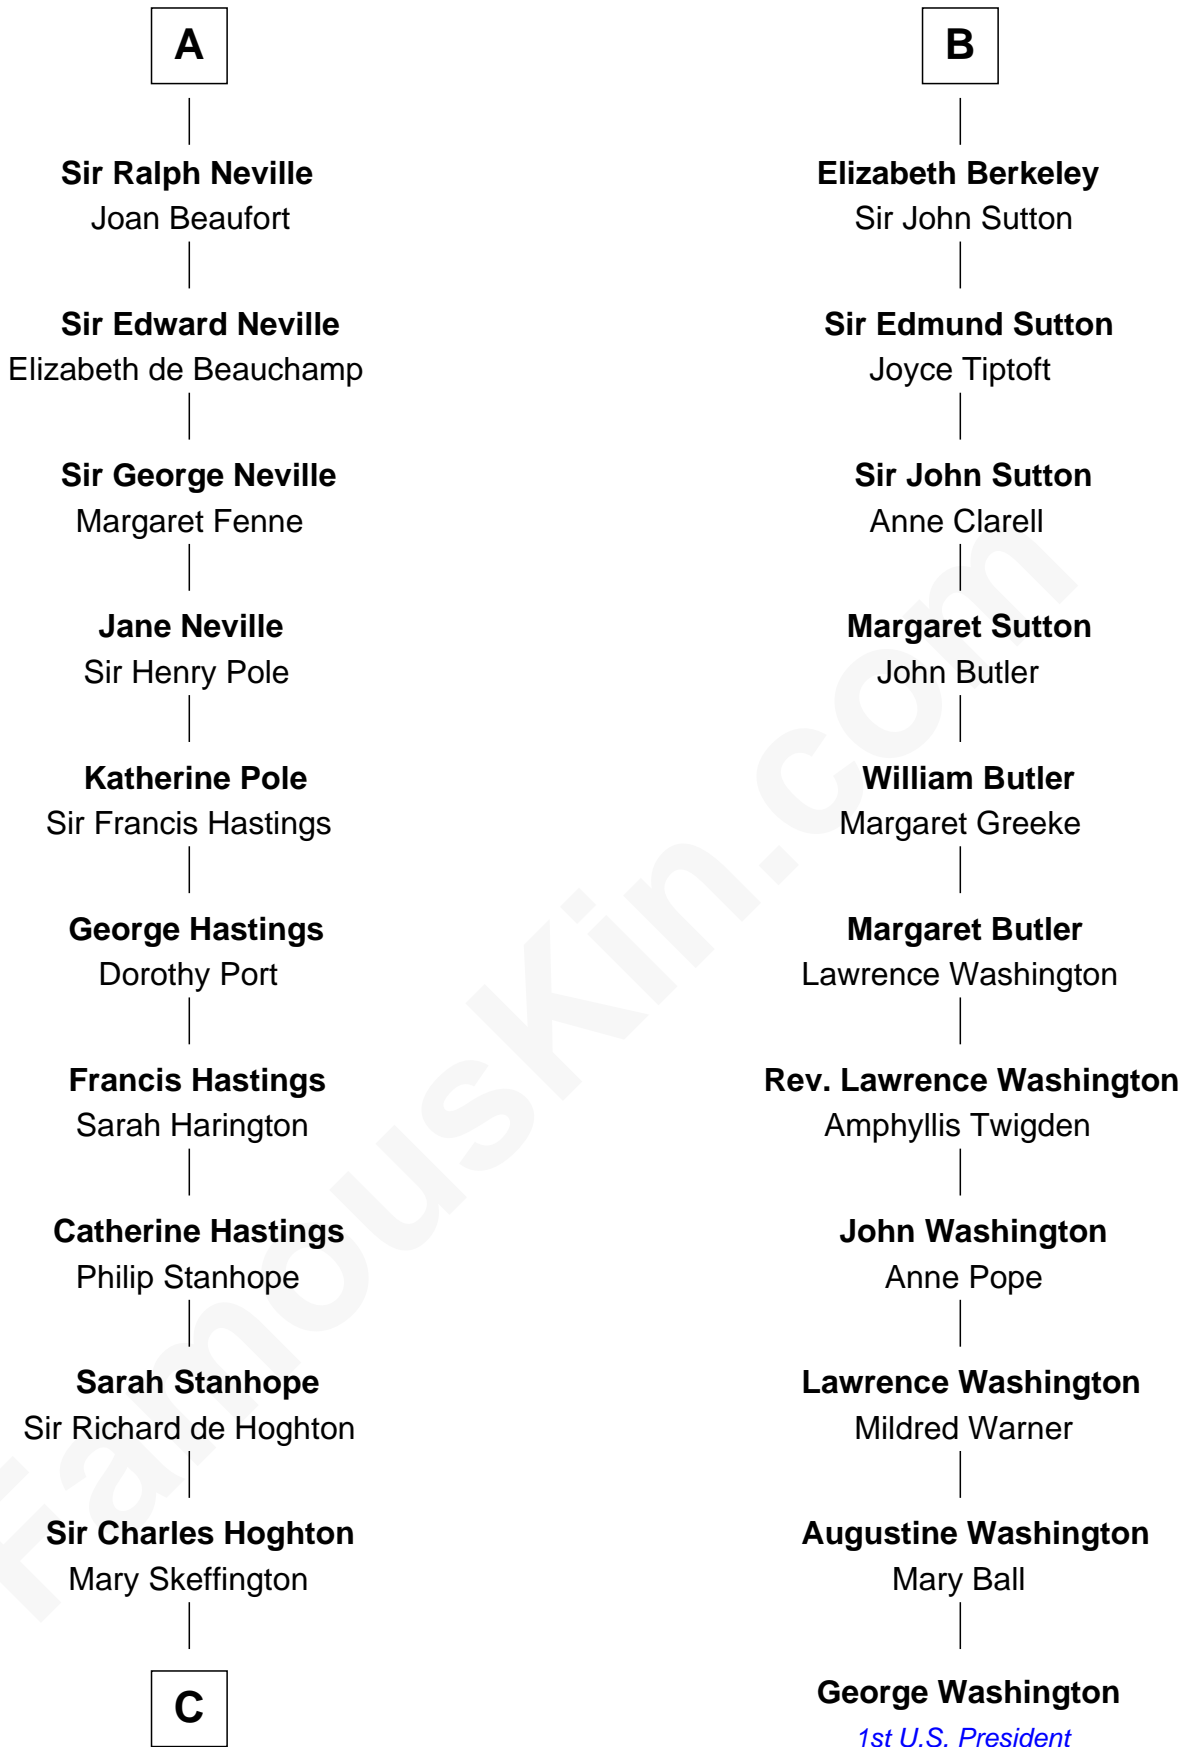 A
Sir Ralph Neville
Joan Beaufort
Sir Edward Neville
Elizabeth de Beauchamp
Sir George Neville
Margaret Fenne
Jane Neville
Sir Henry Pole
Katherine Pole
Sir Francis Hastings
George Hastings
Dorothy Port
Francis Hastings
Sarah Harington
Catherine Hastings
Philip Stanhope
Sarah Stanhope
Sir Richard de Hoghton
Sir Charles Hoghton
Mary Skeffington
C
B
Elizabeth Berkeley
Sir John Sutton
Sir Edmund Sutton
Joyce Tiptoft
Sir John Sutton
Anne Clarell
Margaret Sutton
John Butler
William Butler
Margaret Greeke
Margaret Butler
Lawrence Washington
Rev. Lawrence Washington
Amphyllis Twigden
John Washington
Anne Pope
Lawrence Washington
Mildred Warner
Augustine Washington
Mary Ball
George Washington
1st U.S. President
FamousKin.com